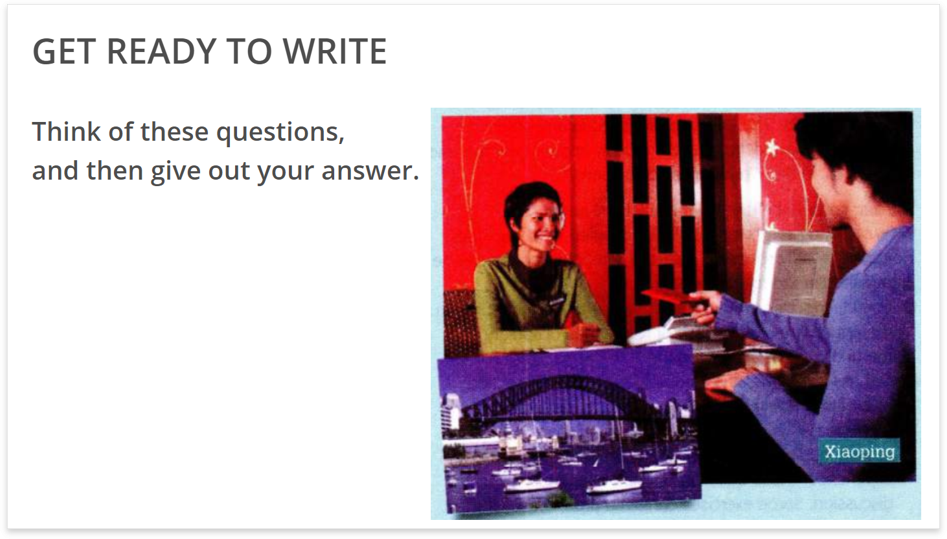 GET READY TO WRITE
Think of these questions,
and then give out your answer.
Xiaoping